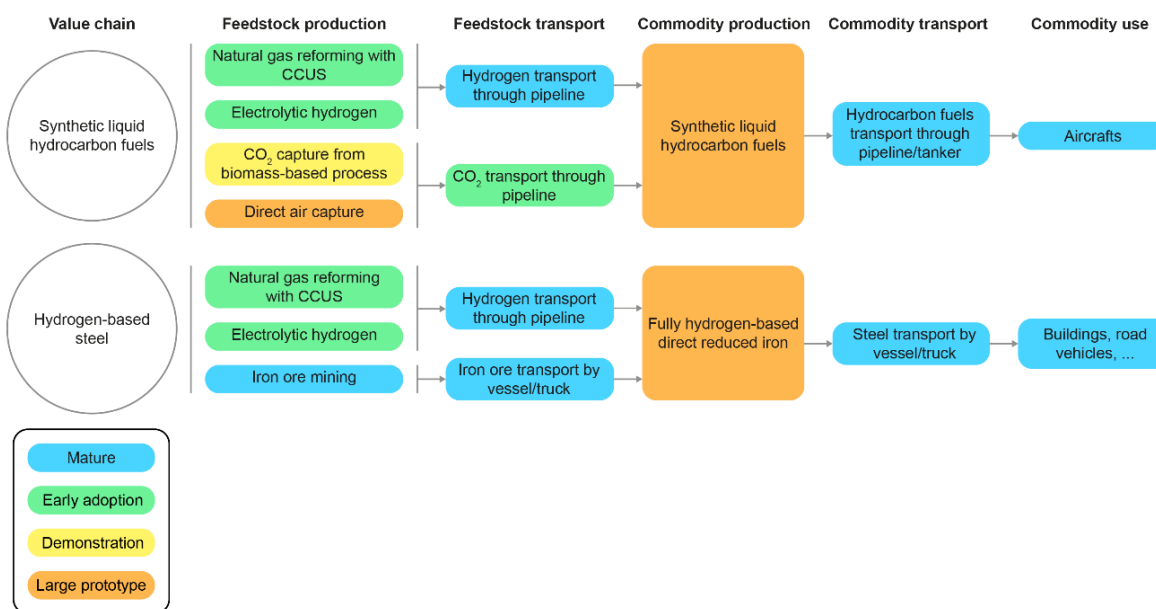 Value chain
Feedstock production
Feedstock transport
Commodity production
Commodity transport
Commodity use
Synthetic liquid
hydrocarbon fuels
Natural gas reforming with
CCUS
Electrolytic hydrogen
CO₂ capture from
biomass-based process
Direct air capture
Hydrogen transport
through pipeline
CO₂ transport through
pipeline
Synthetic liquid
hydrocarbon fuels
Hydrocarbon fuels
transport through
pipeline/tanker
Aircrafts
Hydrogen-based
steel
Natural gas reforming
with CCUS
Electrolytic hydrogen
Iron ore mining
Hydrogen transport
through pipeline
Iron ore transport by
vessel/truck
Fully hydrogen-based
direct reduced iron
Steel transport by
vessel/truck
Buildings, road
vehicles, ...
Mature
Early adoption
Demonstration
Large prototype